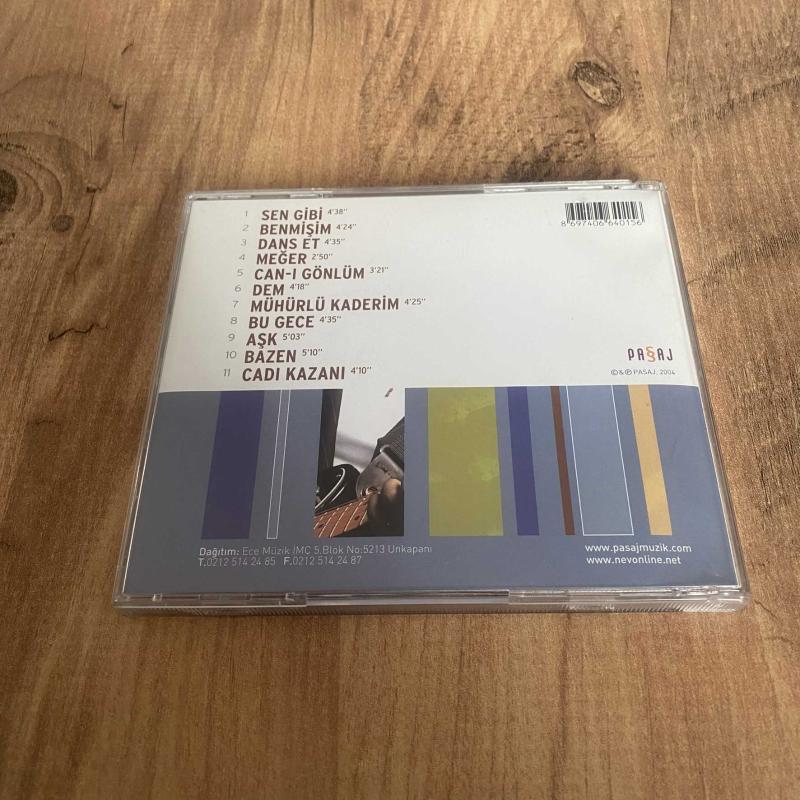 1 SEN GİBİ 4'38"
2 BENMİŞİM 4'24"
3 DANS ET 4'35"
4 MEĞER 2'50"
5 CAN-I GÖNLÜM 3'21"
6 DEM 4'18"
7 MÜHÜRLÜ KADERİM 4'25"
8 BU GECE 4'35"
9 AŞK 5'03"
10 BAZEN 5'10"
11 CADI KAZANI 4'10"
8 697406 640156
PASAJ
©&℗ PASAJ, 2004
Dağıtım: Ece Müzik İMC 5.Blok No:5213 Unkapanı
T.0212 514 24 85 F.0212 514 24 87
www.pasajmuzik.com
www.nevonline.net